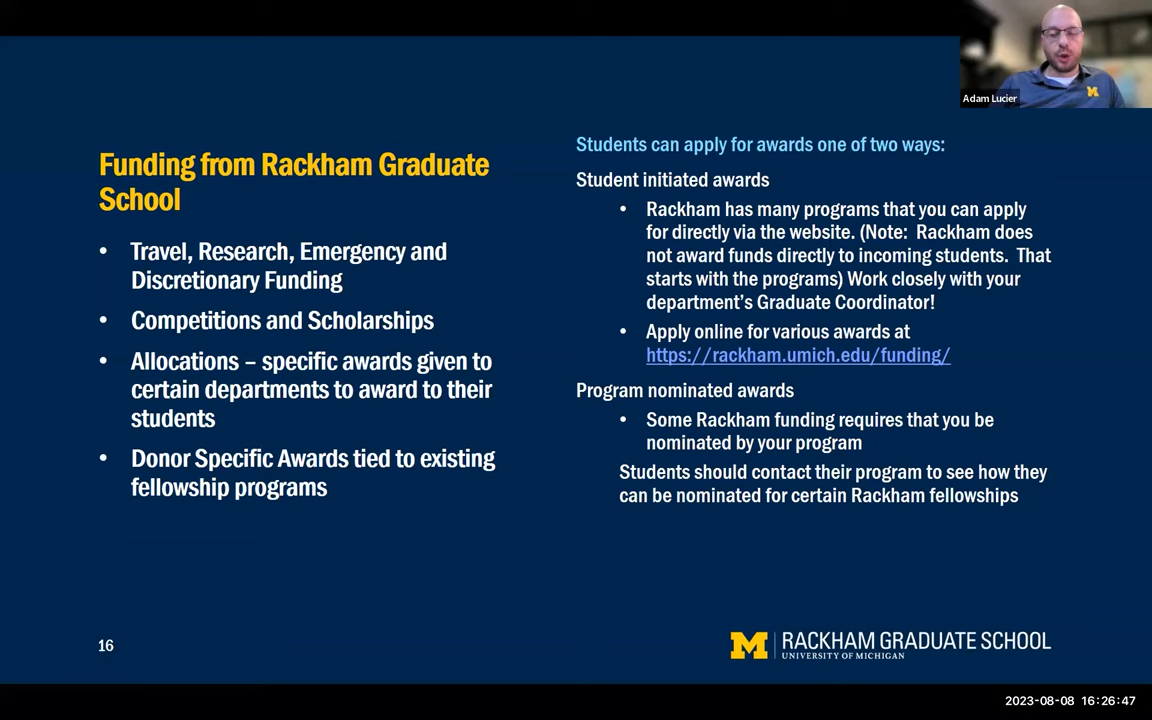 Adam Lucier
Funding from Rackham Graduate
School
• Travel, Research, Emergency and
Discretionary Funding
• Competitions and Scholarships
• Allocations – specific awards given to
certain departments to award to their
students
• Donor Specific Awards tied to existing
fellowship programs
Students can apply for awards one of two ways:
Student initiated awards
• Rackham has many programs that you can apply
for directly via the website. (Note:  Rackham does
not award funds directly to incoming students.  That
starts with the programs) Work closely with your
department’s Graduate Coordinator!
• Apply online for various awards at
https://rackham.umich.edu/funding/
Program nominated awards
• Some Rackham funding requires that you be
nominated by your program
Students should contact their program to see how they
can be nominated for certain Rackham fellowships
16
M RACKHAM GRADUATE SCHOOL
UNIVERSITY OF MICHIGAN
2023-08-08 16:26:47